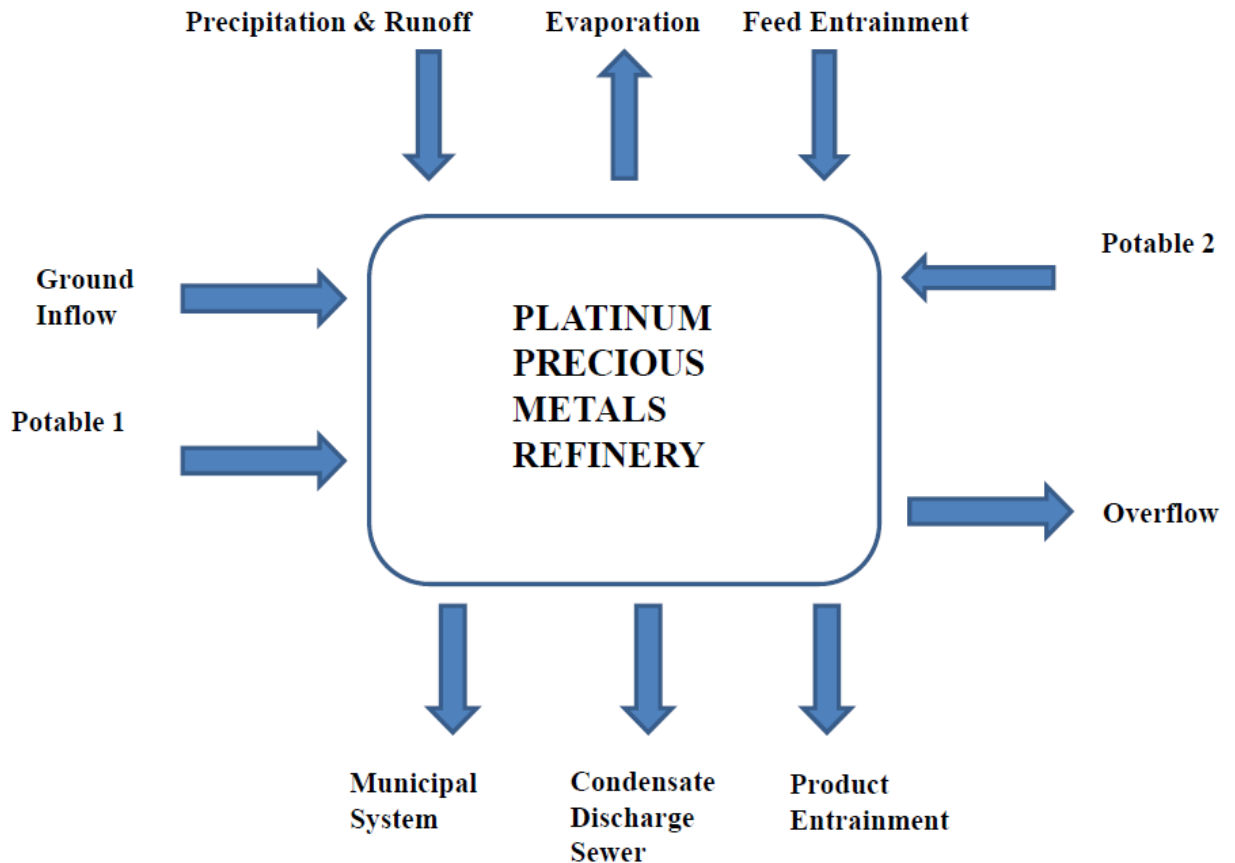 Precipitation & Runoff
Evaporation
Feed Entrainment
Potable 2
Ground
Inflow
PLATINUM
PRECIOUS
METALS
REFINERY
Potable 1
Overflow
Municipal
System
Condensate
Discharge
Sewer
Product
Entrainment